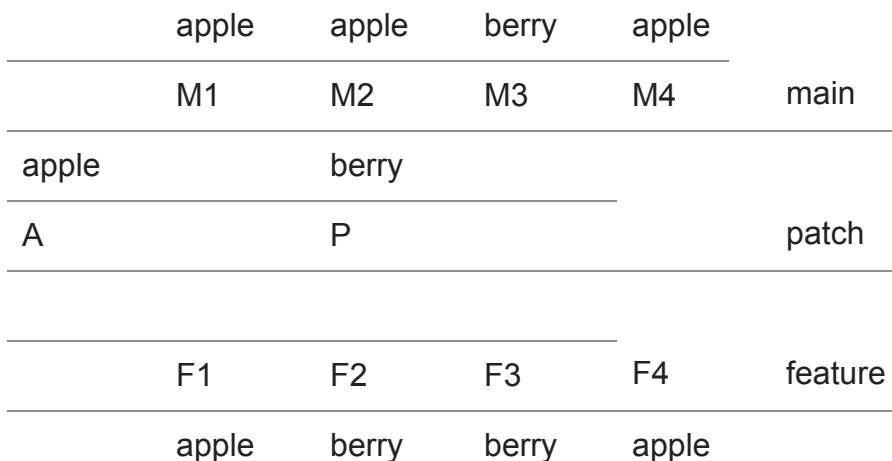 apple apple berry apple
M1 M2 M3 M4 main
apple berry
A P patch
F1 F2 F3 F4 feature
apple berry berry apple